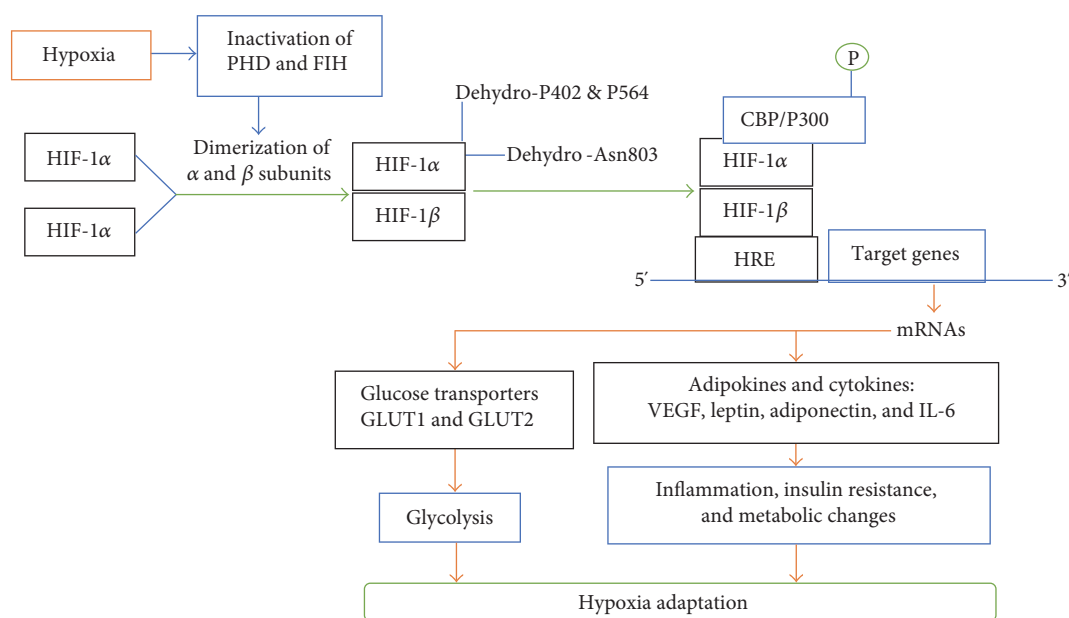 Hypoxia
Inactivation of
PHD and FIH
P
Dehydro-P402 & P564
CBP/P300
HIF-1α
Dimerization of
α and β subunits
HIF-1α
Dehydro -Asn803
HIF-1α
HIF-1α
HIF-1β
HIF-1β
HRE
Target genes
5′
3′
mRNAs
Glucose transporters
GLUT1 and GLUT2
Adipokines and cytokines:
VEGF, leptin, adiponectin, and IL-6
Glycolysis
Inflammation, insulin resistance,
and metabolic changes
Hypoxia adaptation